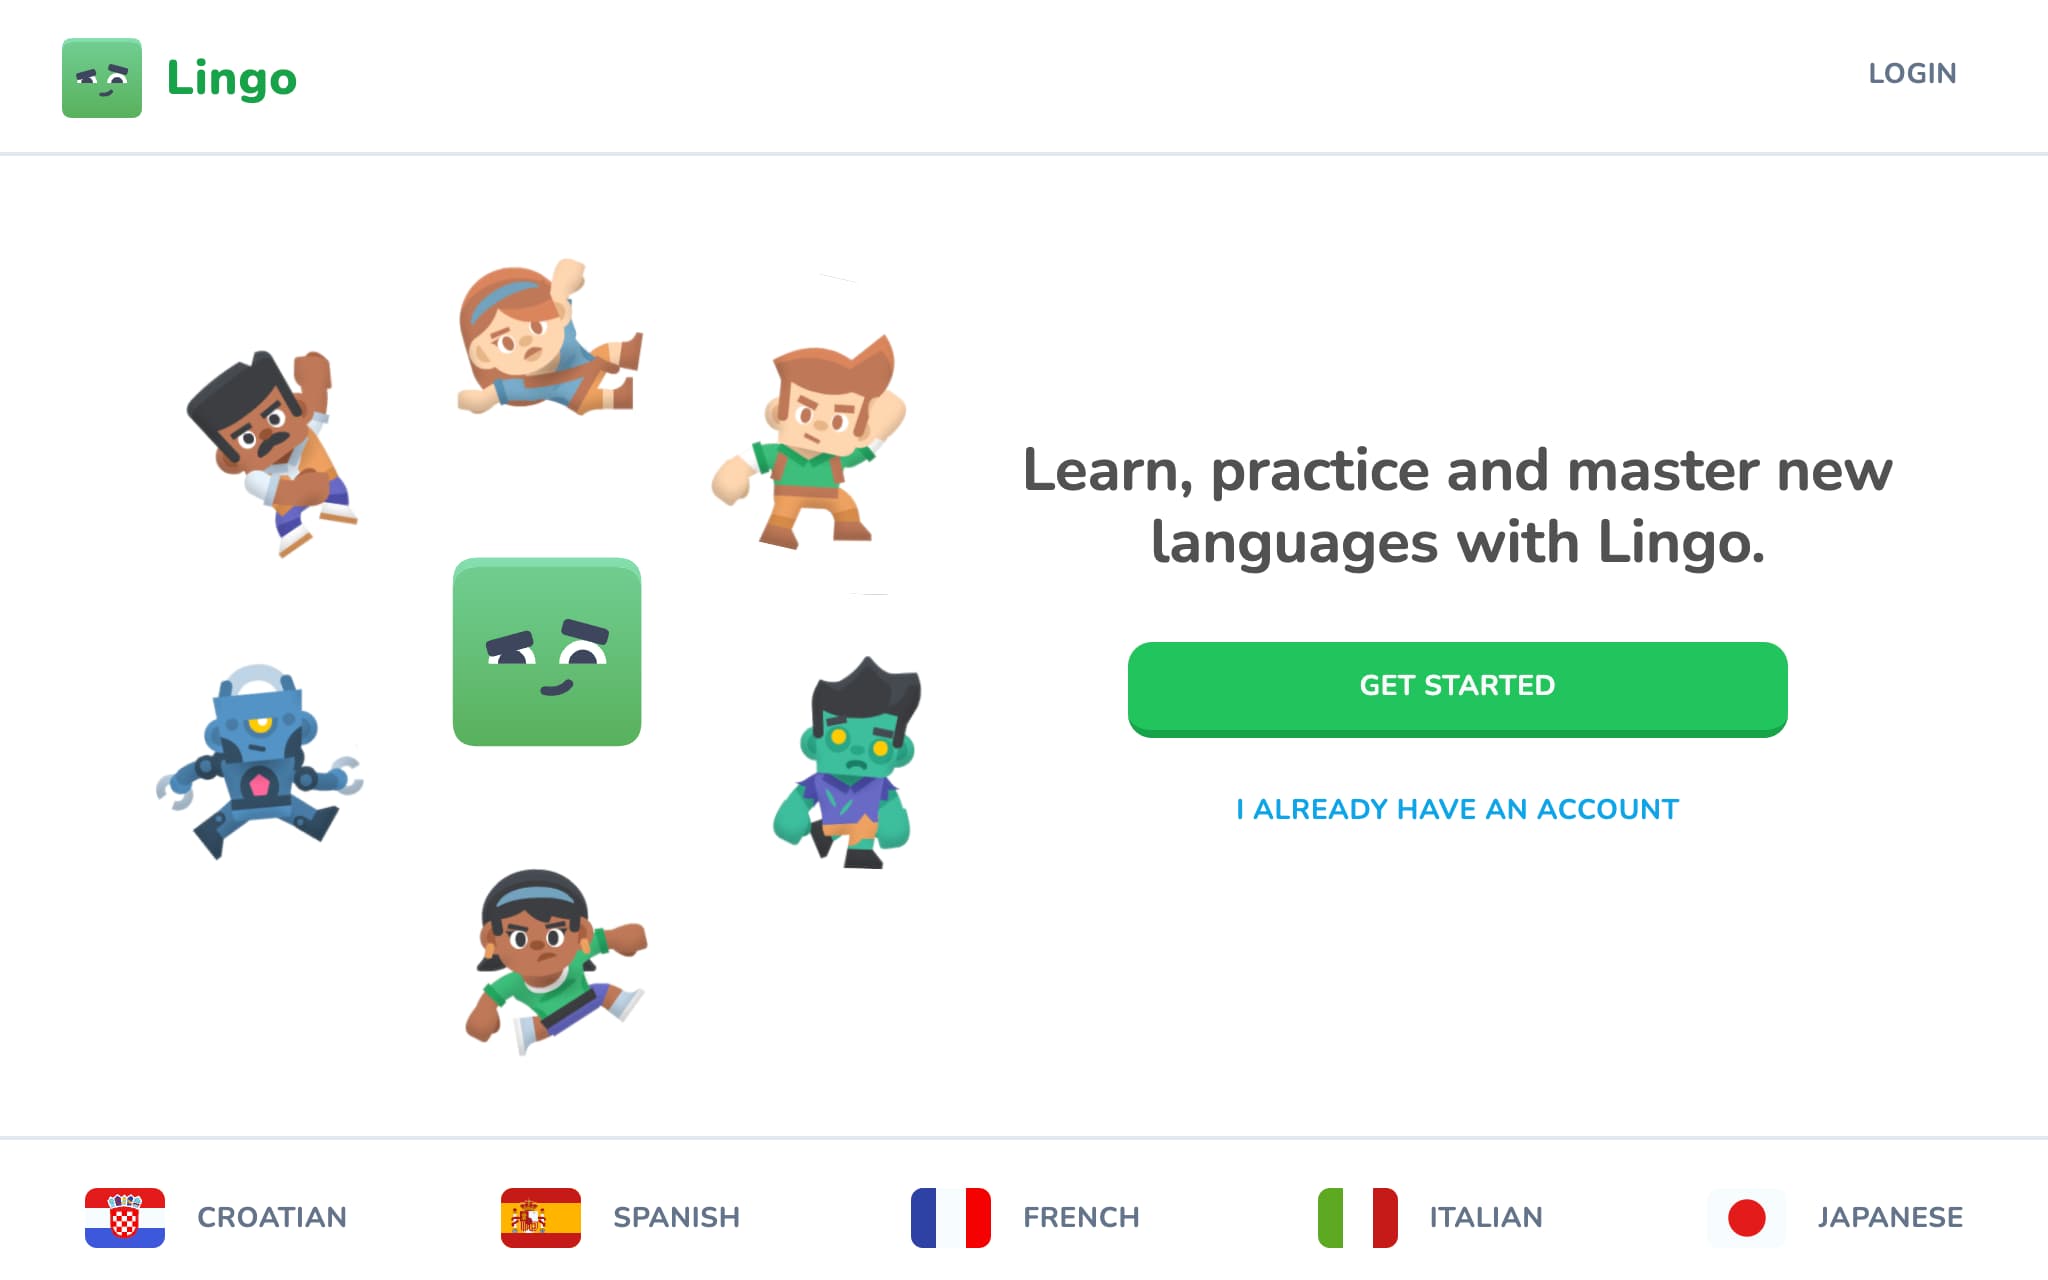 Lingo
LOGIN
Learn, practice and master new
languages with Lingo.
GET STARTED
I ALREADY HAVE AN ACCOUNT
CROATIAN
SPANISH
FRENCH
ITALIAN
JAPANESE